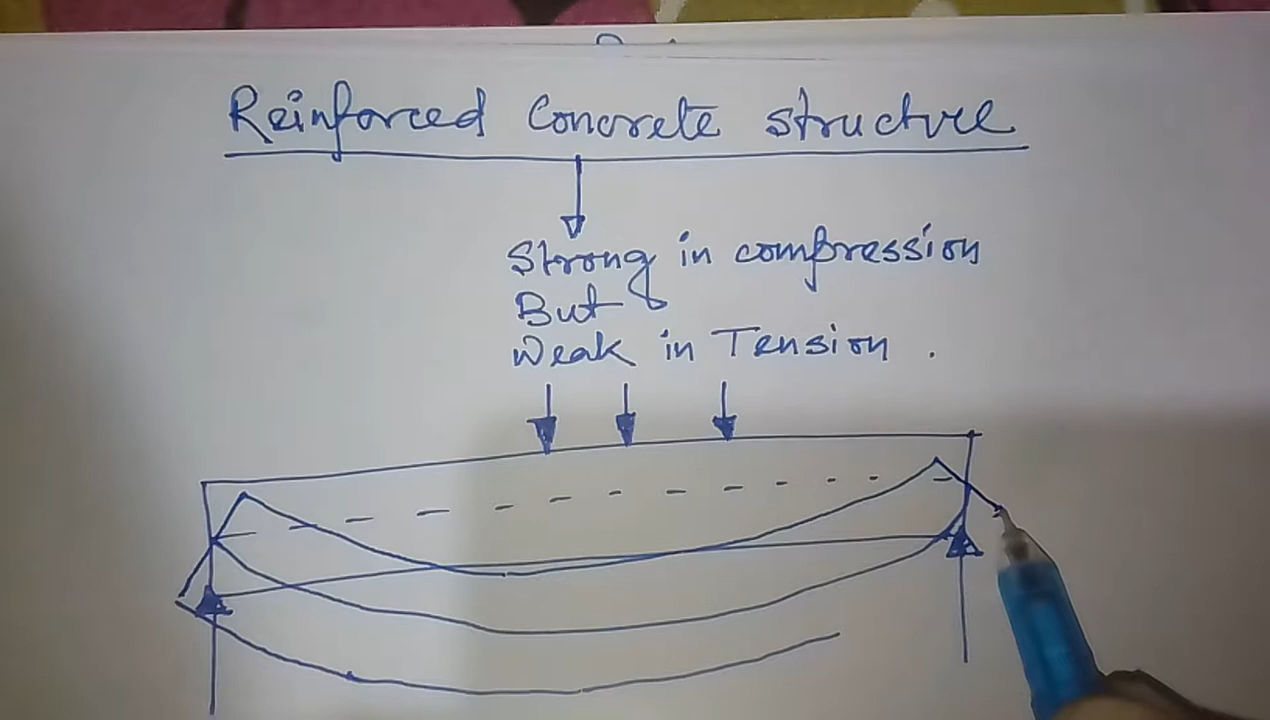 Reinforced Concrete structure
Strong in compression
But
Weak in Tension .